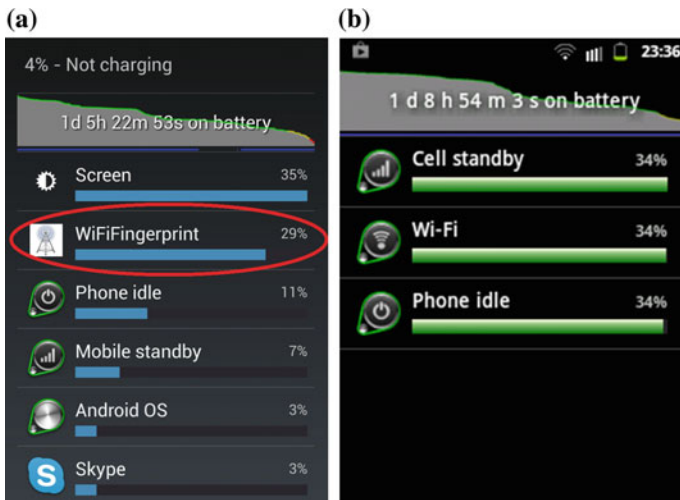 (a)
4% - Not charging
1d 5h 22m 53s on battery
Screen 35%
WiFiFingerprint 29%
Phone idle 11%
Mobile standby 7%
Android OS 3%
Skype 3%
(b)
23:36
1 d 8 h 54 m 3 s on battery
Cell standby 34%
Wi-Fi 34%
Phone idle 34%